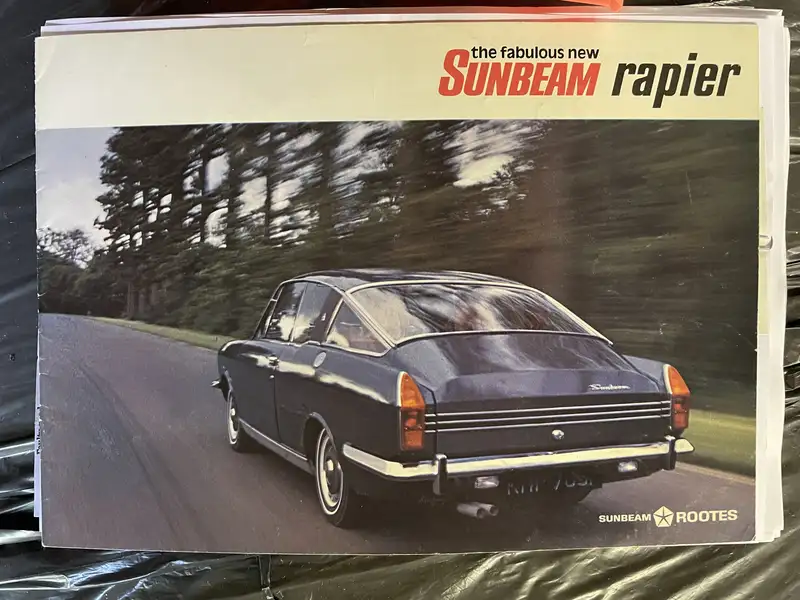 the fabulous new
SUNBEAM rapier
Sunbeam
SUNBEAM ROOTES